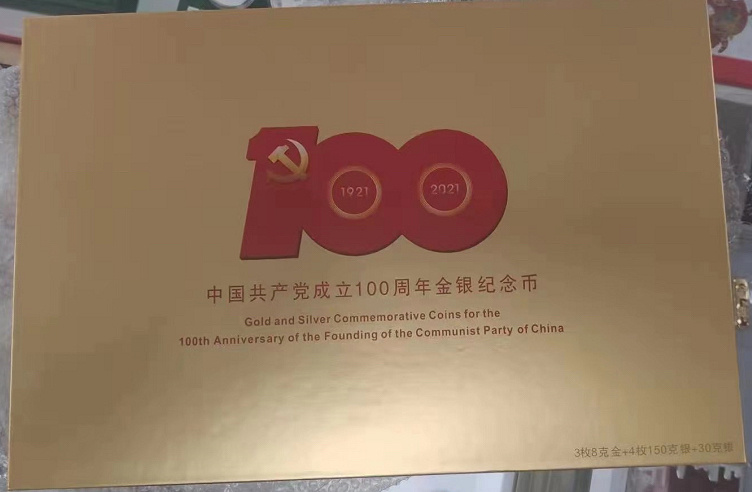 100
1921
2021
中国共产党成立100周年金银纪念币
Gold and Silver Commemorative Coins for the
100th Anniversary of the Founding of the Communist Party of China
3枚8克金+4枚150克银+30克银